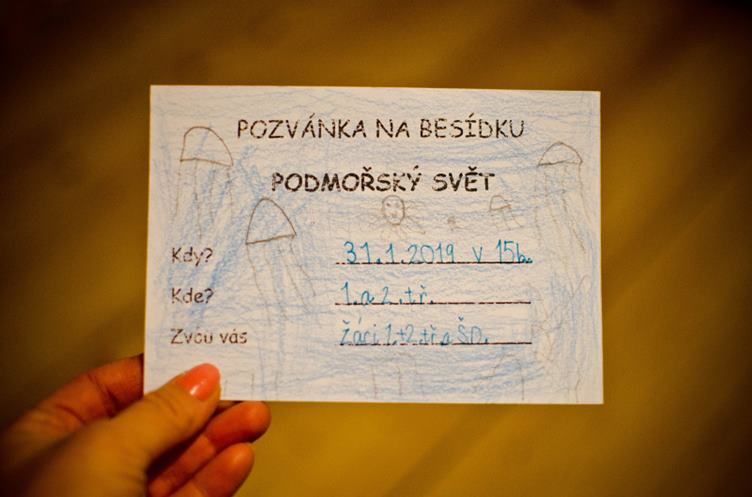 POZVÁNKA NA BESÍDKU
PODMOŘSKÝ SVĚT
Kdy? 31.1.2019 v 15h.
Kde? 1.a 2.tř.
Zvou vás žáci 1.+2.tř.a ŠD.